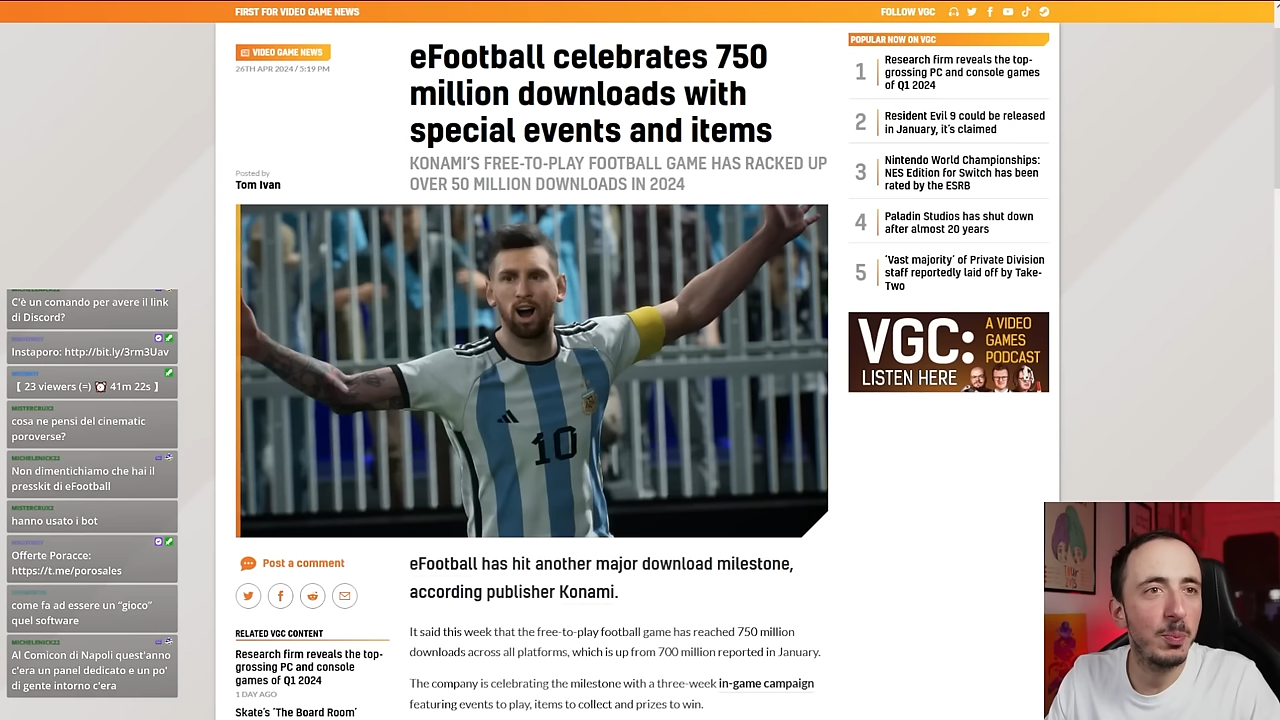 FIRST FOR VIDEO GAME NEWS
FOLLOW VGC
VIDEO GAME NEWS
26TH APR 2024 / 5:19 PM
eFootball celebrates 750
million downloads with
special events and items
KONAMI'S FREE-TO-PLAY FOOTBALL GAME HAS RACKED UP
OVER 50 MILLION DOWNLOADS IN 2024
Posted by
Tom Ivan
10
Post a comment
RELATED VGC CONTENT
Research firm reveals the top-
grossing PC and console
games of Q1 2024
1 DAY AGO
Skate's 'The Board Room'
eFootball has hit another major download milestone,
according publisher Konami.
It said this week that the free-to-play football game has reached 750 million
downloads across all platforms, which is up from 700 million reported in January.
The company is celebrating the milestone with a three-week in-game campaign
featuring events to play, items to collect and prizes to win.
POPULAR NOW ON VGC
1
Research firm reveals the top-
grossing PC and console games
of Q1 2024
2
Resident Evil 9 could be released
in January, it's claimed
3
Nintendo World Championships:
NES Edition for Switch has been
rated by the ESRB
4
Paladin Studios has shut down
after almost 20 years
5
'Vast majority' of Private Division
staff reportedly laid off by Take-
Two
VGC:
A VIDEO
GAMES
PODCAST
LISTEN HERE
C'è un comando per avere il link
di Discord?
Instaporo: http://bit.ly/3rm3Uav
[ 23 viewers (=) ⏰ 41m 22s ]
MISTERCRUX2
cosa ne pensi del cinematic
poroverse?
MICHELENICK22
Non dimentichiamo che hai il
presskit di eFootball
MISTERCRUX2
hanno usato i bot
Offerte Poracce:
https://t.me/porosales
come fa ad essere un "gioco"
quel software
MICHELENICK22
Al Comicon di Napoli quest'anno
c'era un panel dedicato e un po'
di gente intorno c'era